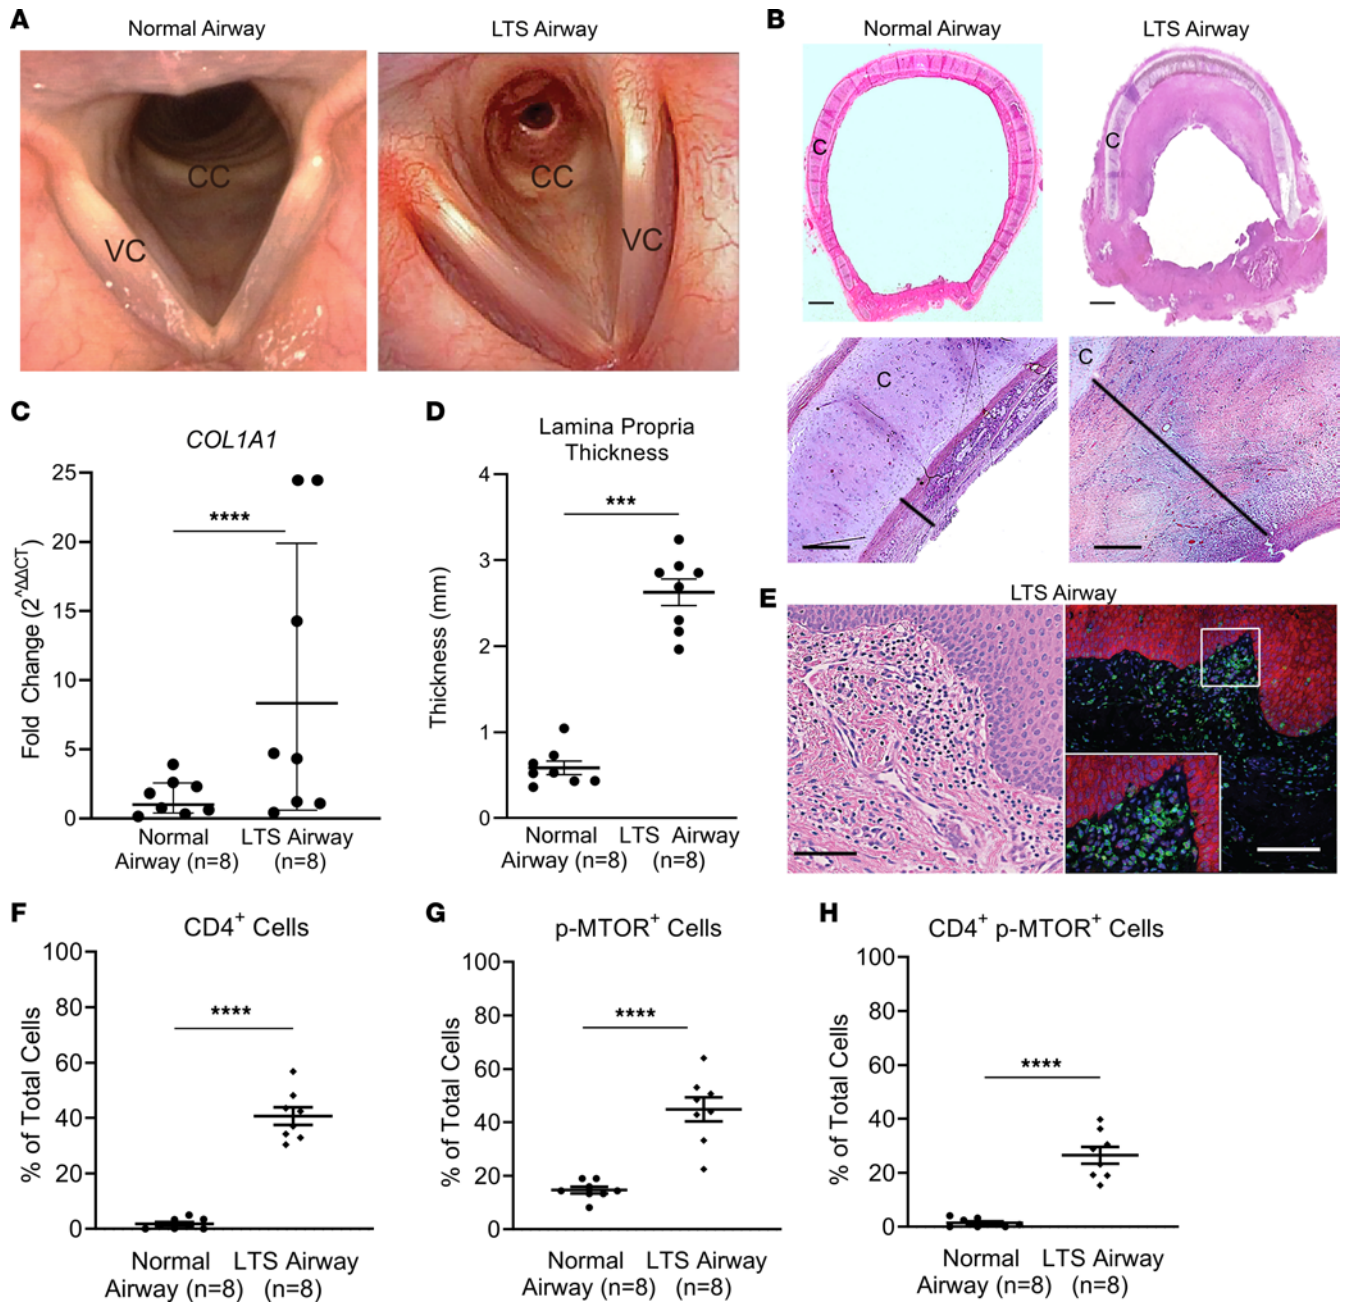 A
Normal Airway
LTS Airway
CC
VC
CC
VC
B
Normal Airway
LTS Airway
C
C
C
C
C
COL1A1
Fold Change (2^ΔΔCT)
25
20
15
10
5
0
****
Normal
Airway (n=8)
LTS Airway
(n=8)
D
Lamina Propria
Thickness
Thickness (mm)
4
3
2
1
0
***
Normal
Airway (n=8)
LTS Airway
(n=8)
E
LTS Airway
F
CD4+ Cells
% of Total Cells
100
80
60
40
20
0
****
Normal
Airway (n=8)
LTS Airway
(n=8)
G
p-MTOR+ Cells
% of Total Cells
100
80
60
40
20
0
****
Normal
Airway (n=8)
LTS Airway
(n=8)
H
CD4+ p-MTOR+ Cells
% of Total Cells
100
80
60
40
20
0
****
Normal
Airway (n=8)
LTS Airway
(n=8)